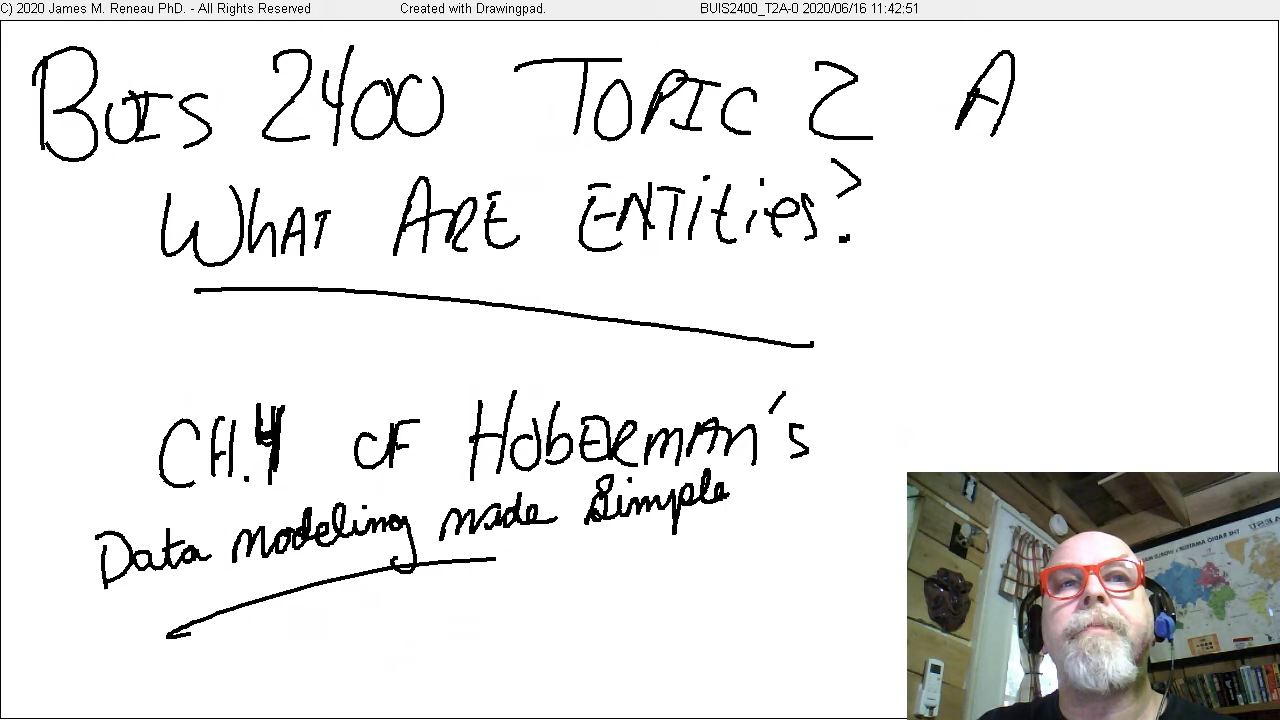 (C) 2020 James M. Reneau PhD. - All Rights Reserved Created with Drawingpad. BUIS2400_T2A-0 2020/06/16 11:42:51
BUIS 2400 TOPIC 2 A
WhAT ARE ENTities?
CH.4 OF HObERMAN's
Data modeling made Simple